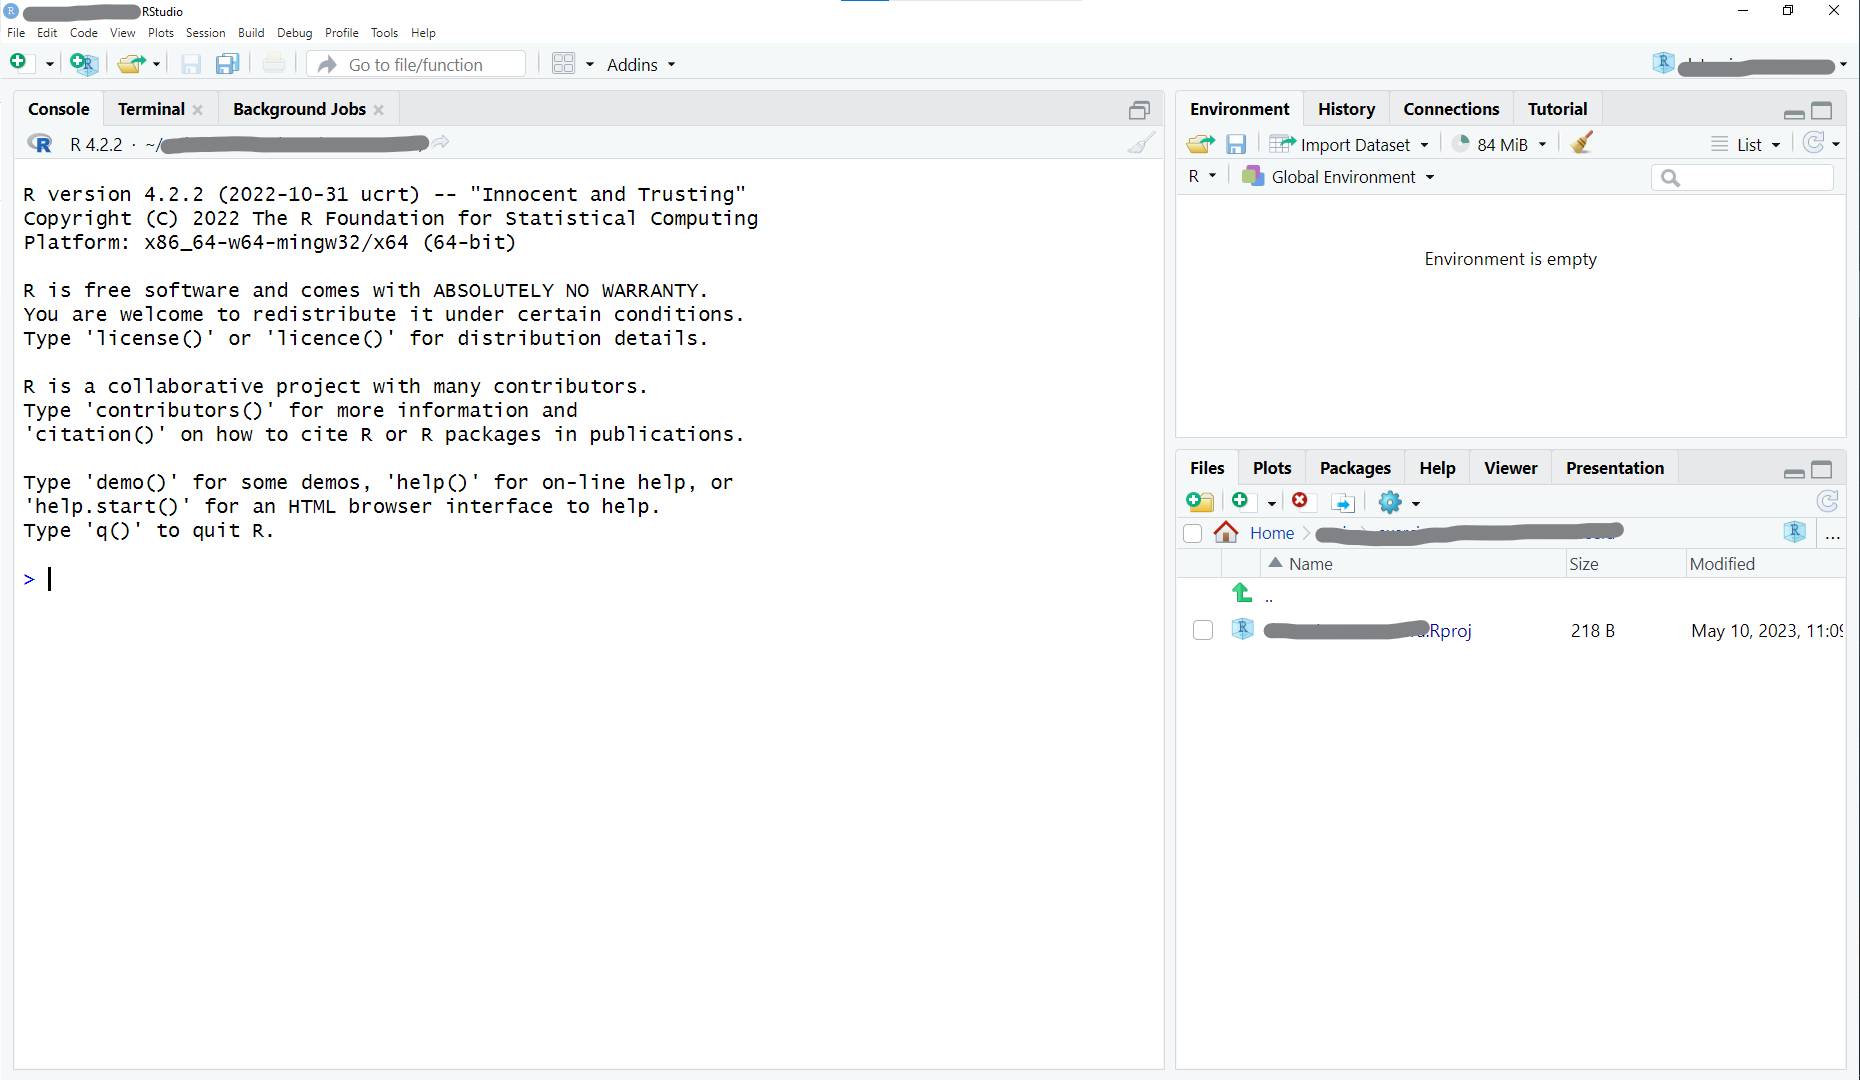 RStudio
File Edit Code View Plots Session Build Debug Profile Tools Help
Go to file/function Addins
Console Terminal Background Jobs
R 4.2.2 · ~/
R version 4.2.2 (2022-10-31 ucrt) -- "Innocent and Trusting"
Copyright (C) 2022 The R Foundation for Statistical Computing
Platform: x86_64-w64-mingw32/x64 (64-bit)
R is free software and comes with ABSOLUTELY NO WARRANTY.
You are welcome to redistribute it under certain conditions.
Type 'license()' or 'licence()' for distribution details.
R is a collaborative project with many contributors.
Type 'contributors()' for more information and
'citation()' on how to cite R or R packages in publications.
Type 'demo()' for some demos, 'help()' for on-line help, or
'help.start()' for an HTML browser interface to help.
Type 'q()' to quit R.
>
Environment History Connections Tutorial
Import Dataset 84 MiB List
R Global Environment
Environment is empty
Files Plots Packages Help Viewer Presentation
Home ...
Name Size Modified
..
.Rproj 218 B May 10, 2023, 11:09